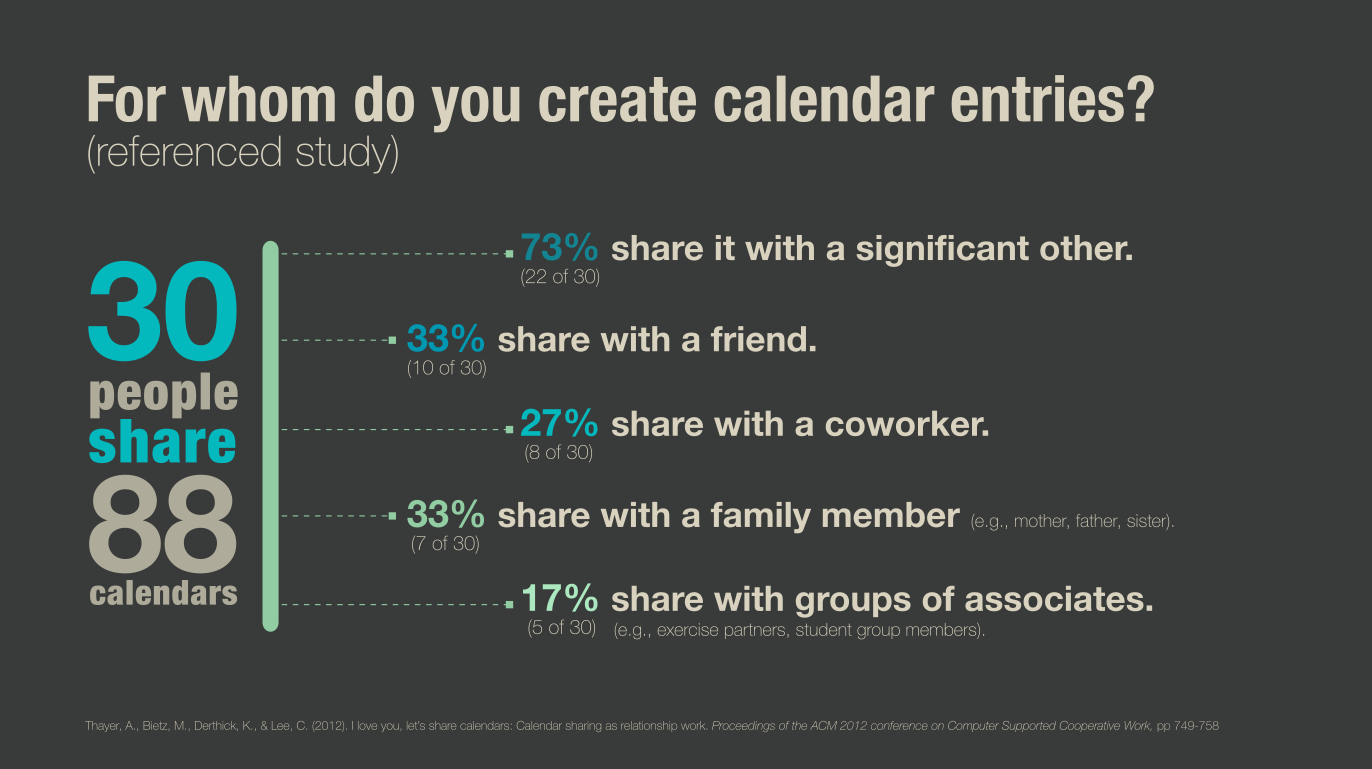 For whom do you create calendar entries?
(referenced study)
30
people
share
88
calendars
73% share it with a significant other.
(22 of 30)
33% share with a friend.
(10 of 30)
27% share with a coworker.
(8 of 30)
33% share with a family member (e.g., mother, father, sister).
(7 of 30)
17% share with groups of associates.
(5 of 30) (e.g., exercise partners, student group members).
Thayer, A., Bietz, M., Derthick, K., & Lee, C. (2012). I love you, let's share calendars: Calendar sharing as relationship work. Proceedings of the ACM 2012 conference on Computer Supported Cooperative Work, pp 749-758